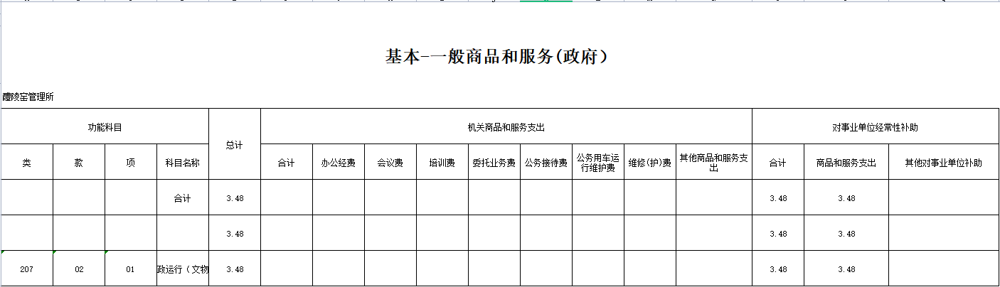 基本-一般商品和服务(政府）
醴陵窑管理所
功能科目 总计 机关商品和服务支出 对事业单位经常性补助
类 款 项 科目名称 合计 办公经费 会议费 培训费 委托业务费 公务接待费 公务用车运行维护费 维修(护)费 其他商品和服务支出 合计 商品和服务支出 其他对事业单位补助
合计 3.48 3.48 3.48
3.48 3.48 3.48
207 02 01 政运行（文物 3.48 3.48 3.48